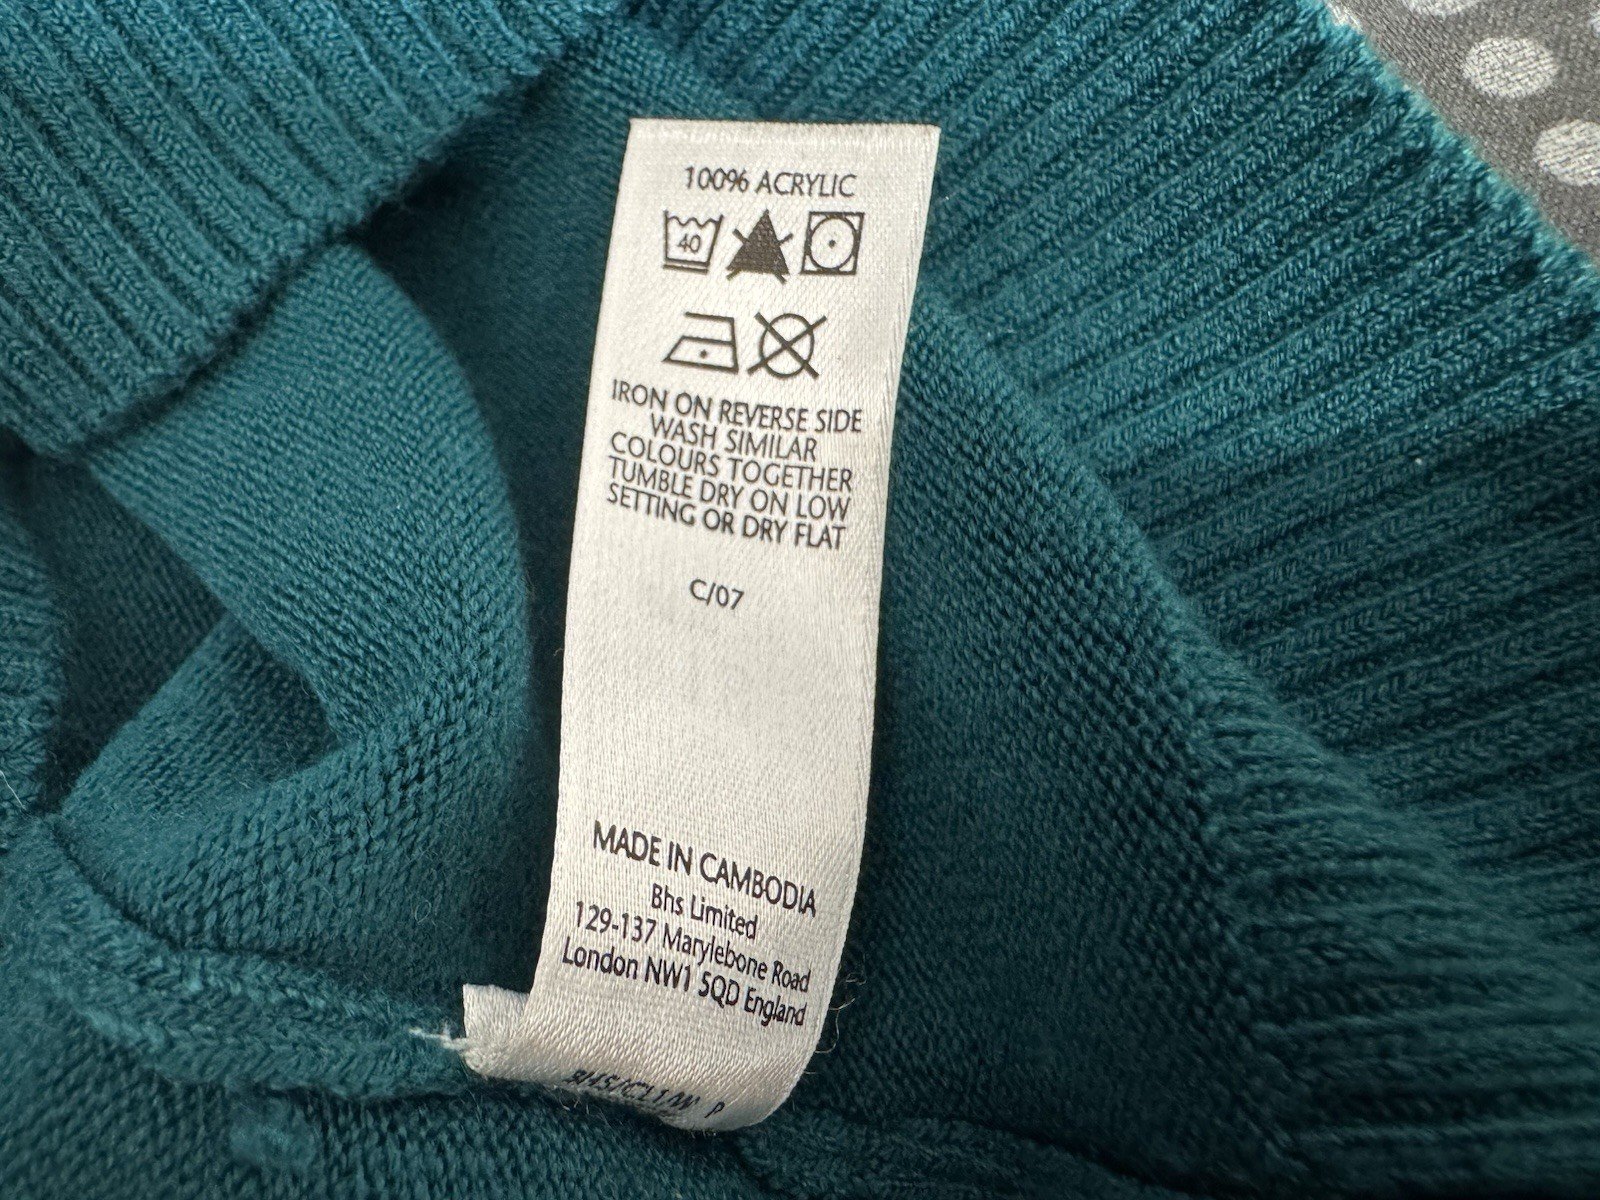 100% ACRYLIC
40
IRON ON REVERSE SIDE
WASH SIMILAR
COLOURS TOGETHER
TUMBLE DRY ON LOW
SETTING OR DRY FLAT
C/07
MADE IN CAMBODIA
Bhs Limited
129-137 Marylebone Road
London NW1 5QD England